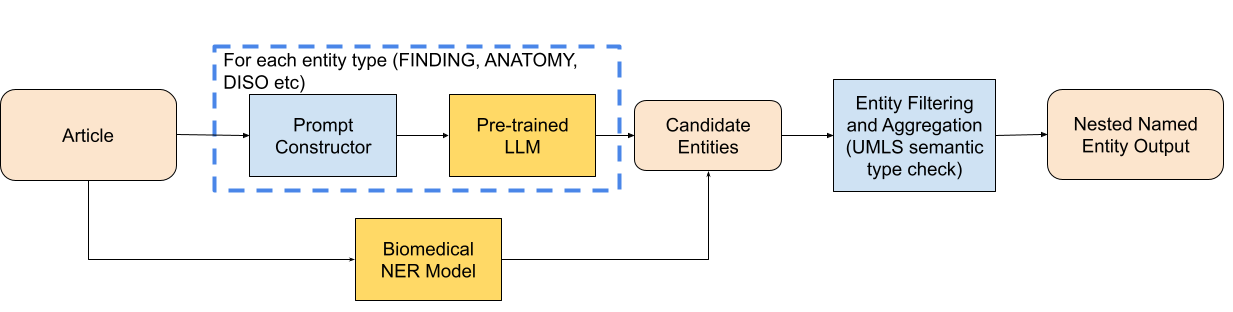 For each entity type (FINDING, ANATOMY,
DISO etc)
Article
Prompt
Constructor
Pre-trained
LLM
Candidate
Entities
Entity Filtering
and Aggregation
(UMLS semantic
type check)
Nested Named
Entity Output
Biomedical
NER Model